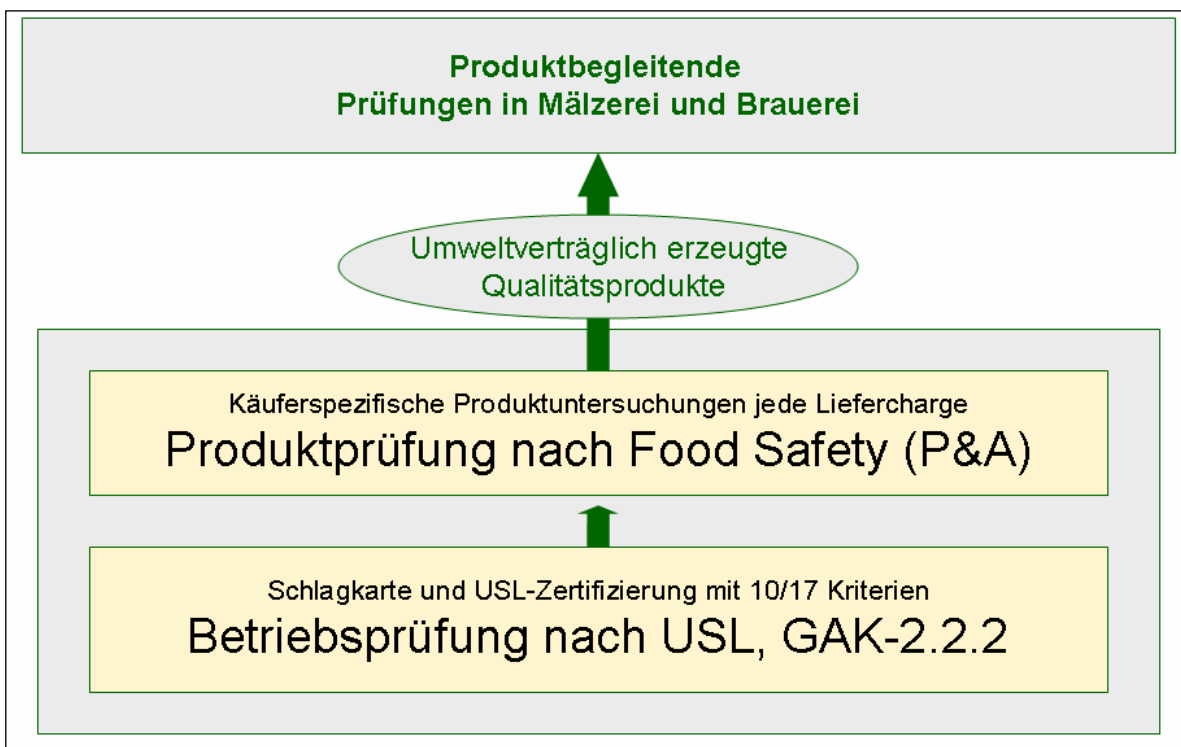 Produktbegleitende
Prüfungen in Mälzerei und Brauerei
Umweltverträglich erzeugte
Qualitätsprodukte
Käuferspezifische Produktuntersuchungen jede Liefercharge
Produktprüfung nach Food Safety (P&A)
Schlagkarte und USL-Zertifizierung mit 10/17 Kriterien
Betriebsprüfung nach USL, GAK-2.2.2